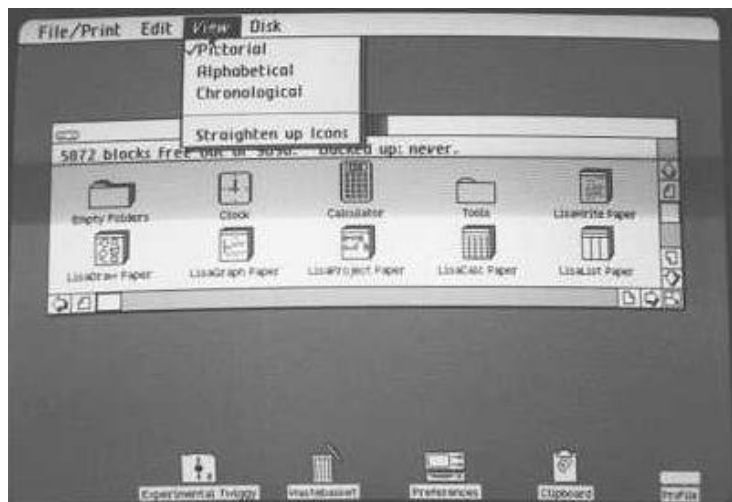 File/Print Edit View Disk
Pictorial
Alphabetical
Chronological
Straighten up Icons
5872 blocks free out of Backed up: never.
Empty Folders Clock Calculator Tools LisaWrite Paper
LisaDraw Paper LisaGraph Paper LisaProject Paper LisaCalc Paper LisaList Paper
Experimental Twiggy Wastebasket Preferences Clipboard Profile